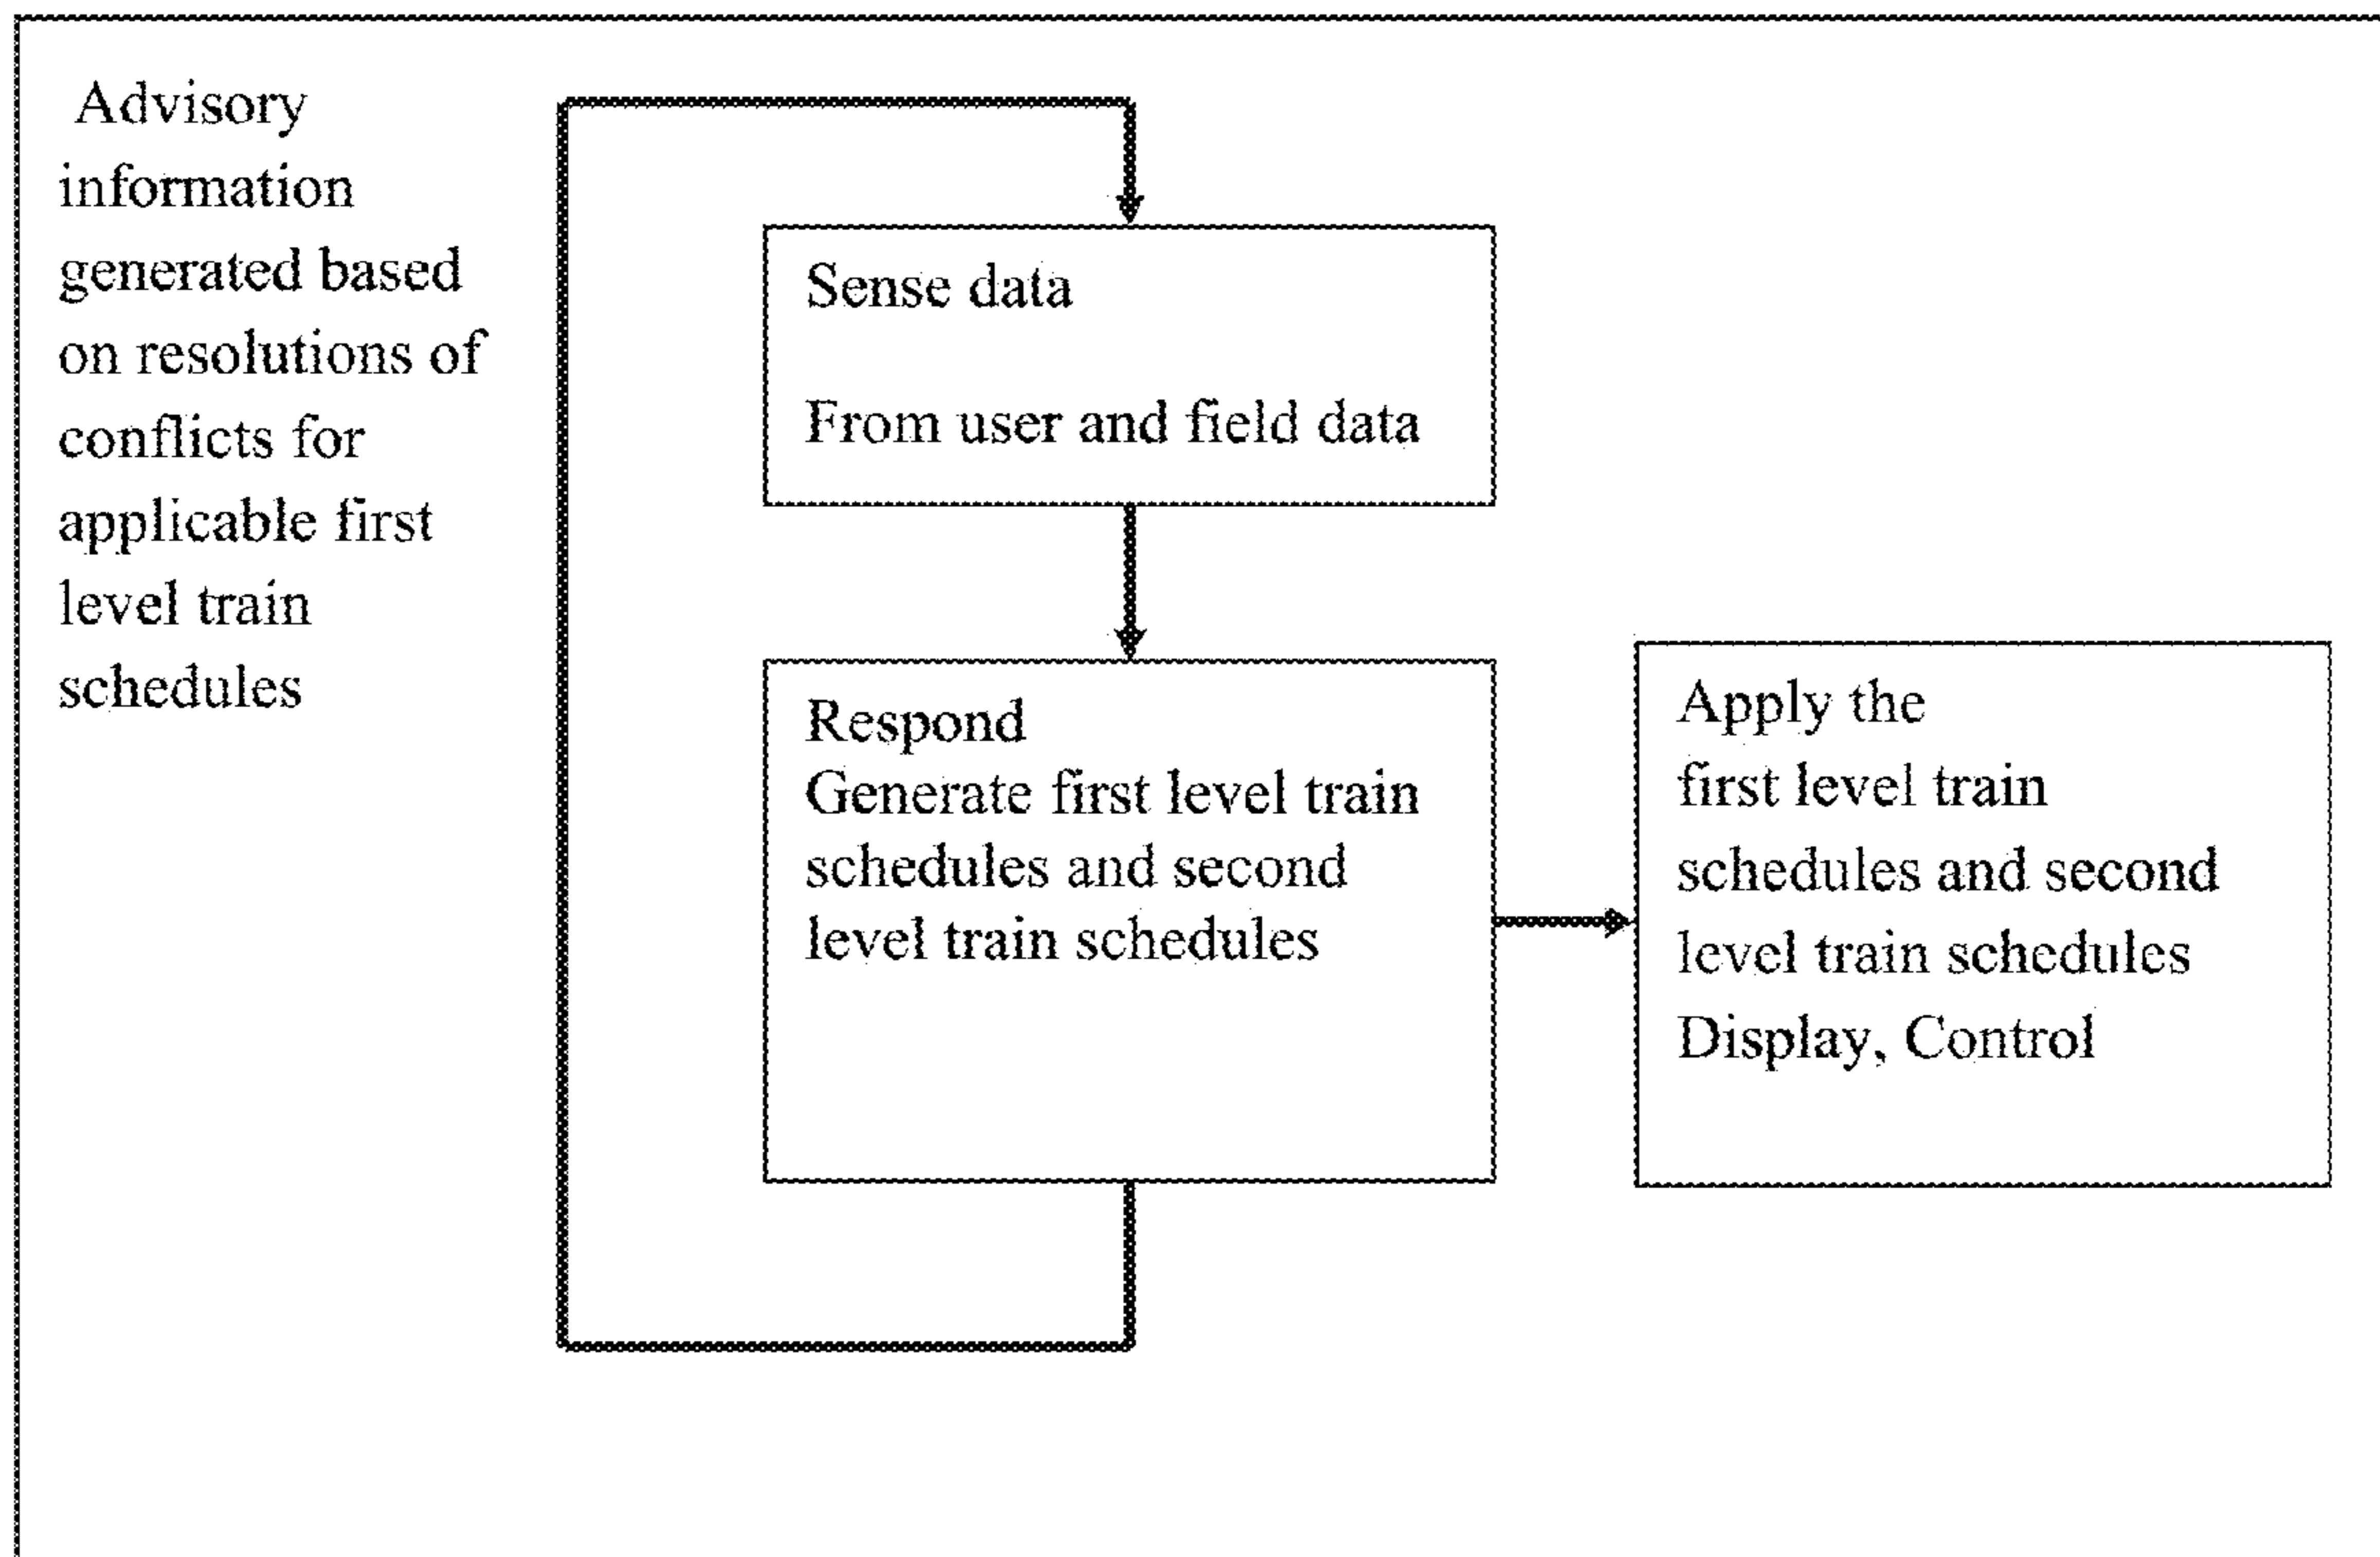 Advisory
information
generated based
on resolutions of
conflicts for
applicable first
level train
schedules
Sense data
From user and field data
Respond
Generate first level train
schedules and second
level train schedules
Apply the
first level train
schedules and second
level train schedules
Display, Control